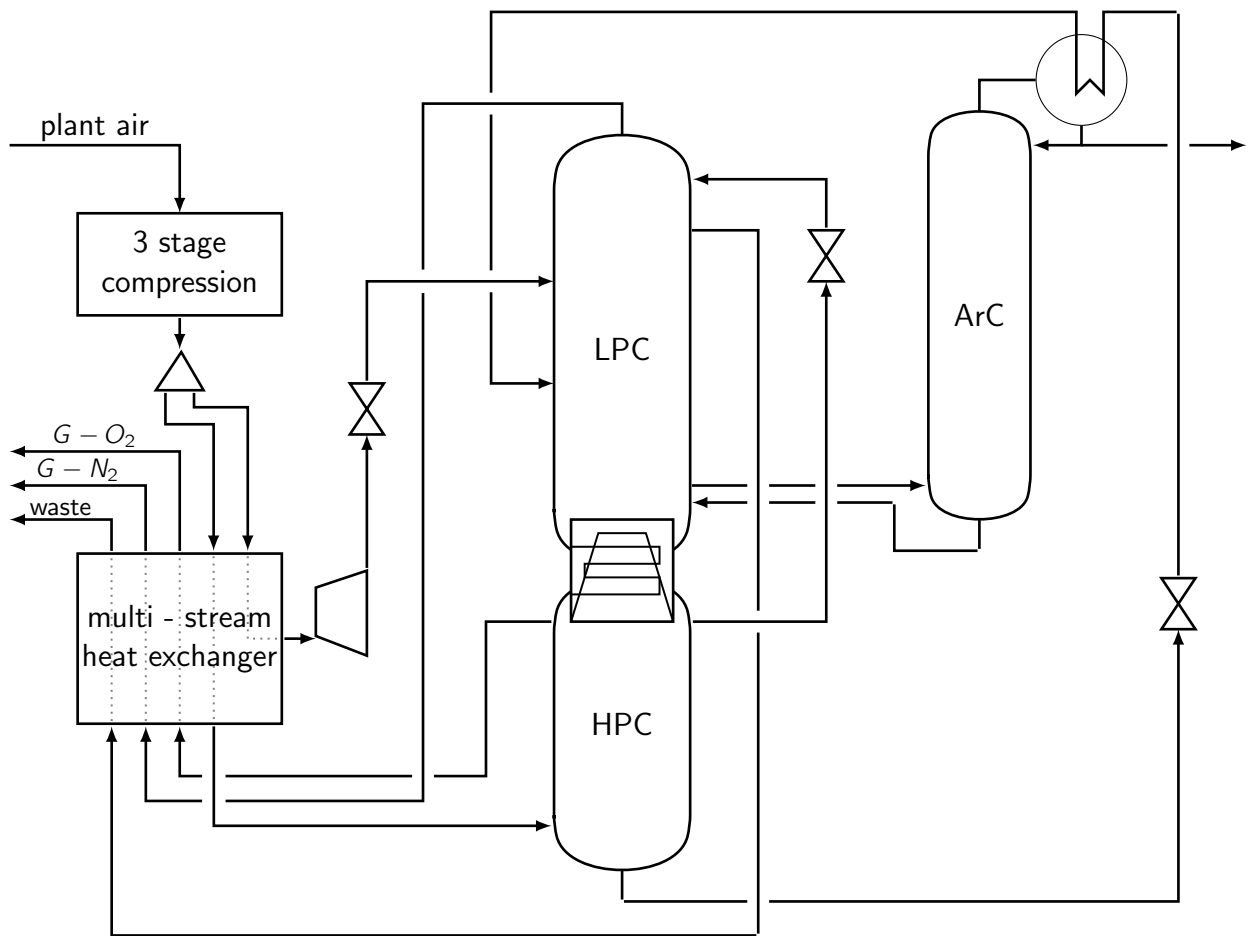 plant air
3 stage
compression
LPC
ArC
G − O₂
G − N₂
waste
multi - stream
heat exchanger
HPC